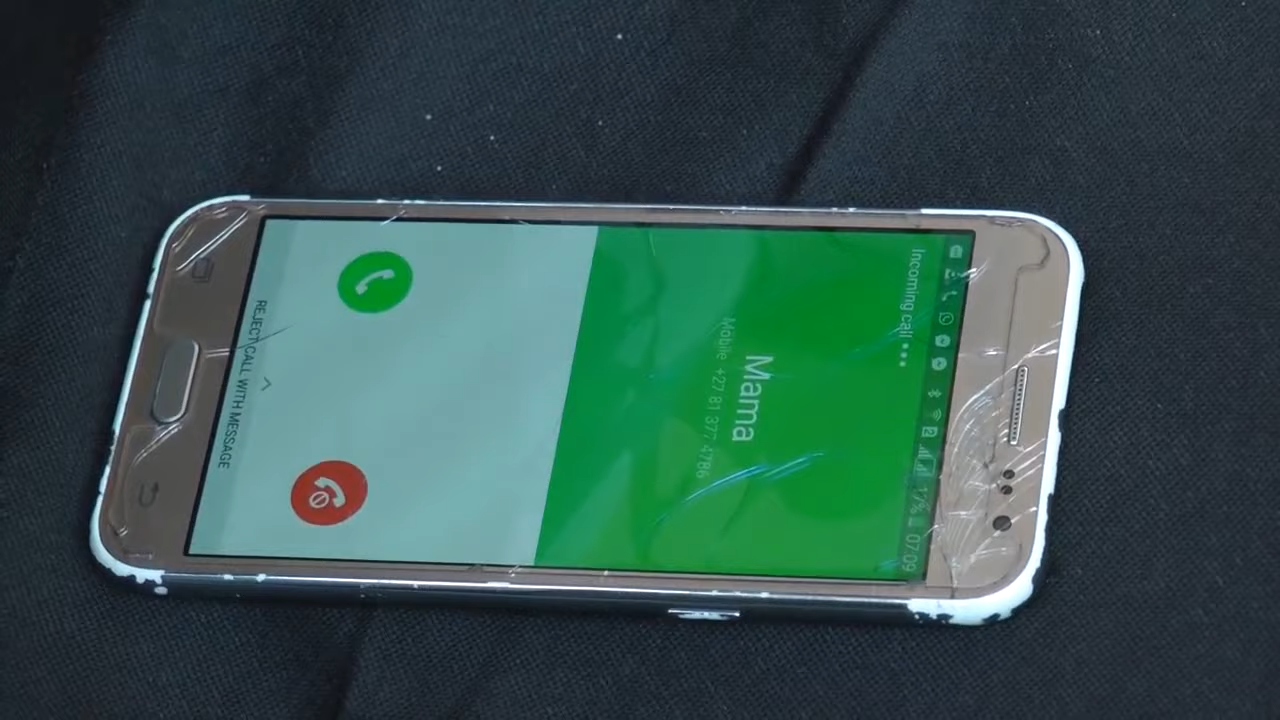 17% 07:09
Incoming call •••
Mama
Mobile +27 81 377 4786
REJECT CALL WITH MESSAGE